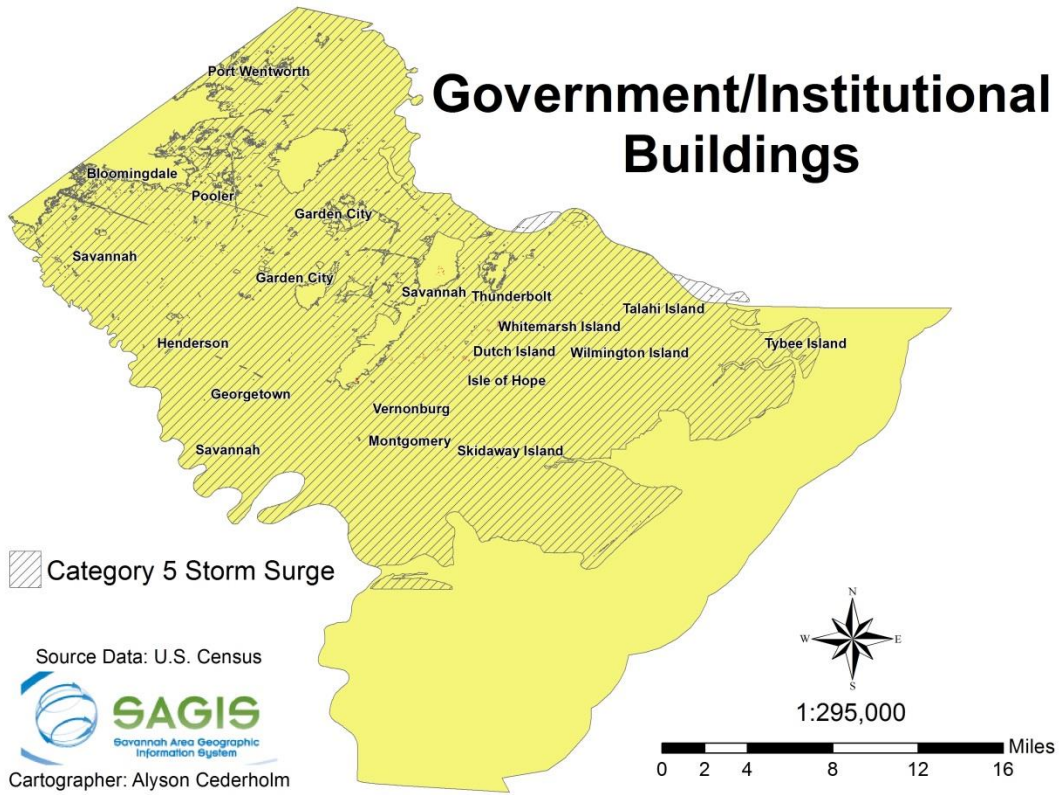 Government/Institutional
Buildings
Port Wentworth
Bloomingdale
Pooler
Garden City
Savannah
Garden City
Savannah
Thunderbolt
Talahi Island
Whitemarsh Island
Henderson
Dutch Island
Wilmington Island
Tybee Island
Isle of Hope
Georgetown
Vernonburg
Montgomery
Savannah
Skidaway Island
Category 5 Storm Surge
Source Data: U.S. Census
SAGIS
Savannah Area Geographic
Information System
Cartographer: Alyson Cederholm
N
W
E
S
1:295,000
Miles
0 2 4 8 12 16